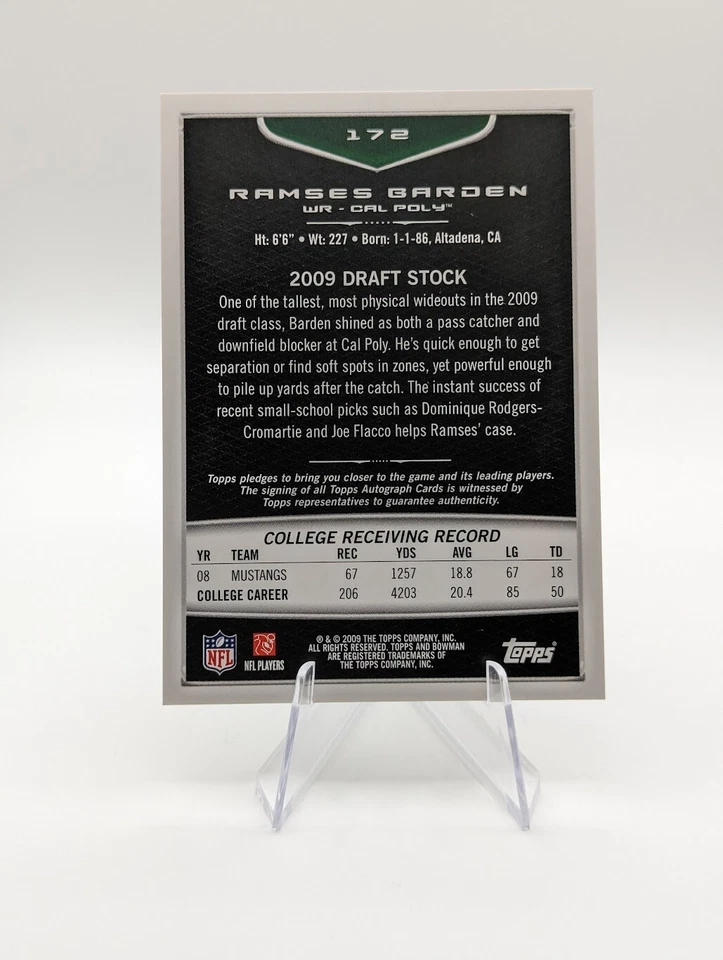 172
RAMSES BARDEN
WR - CAL POLY™
Ht: 6'6" • Wt: 227 • Born: 1-1-86, Altadena, CA
2009 DRAFT STOCK
One of the tallest, most physical wideouts in the 2009
draft class, Barden shined as both a pass catcher and
downfield blocker at Cal Poly. He's quick enough to get
separation or find soft spots in zones, yet powerful enough
to pile up yards after the catch. The instant success of
recent small-school picks such as Dominique Rodgers-
Cromartie and Joe Flacco helps Ramses' case.
Topps pledges to bring you closer to the game and its leading players.
The signing of all Topps Autograph Cards is witnessed by
Topps representatives to guarantee authenticity.
COLLEGE RECEIVING RECORD
YR TEAM REC YDS AVG LG TD
08 MUSTANGS 67 1257 18.8 67 18
COLLEGE CAREER 206 4203 20.4 85 50
NFL
NFL PLAYERS
® & © 2009 THE TOPPS COMPANY, INC.
ALL RIGHTS RESERVED. TOPPS AND BOWMAN
ARE REGISTERED TRADEMARKS OF
THE TOPPS COMPANY, INC.
Topps